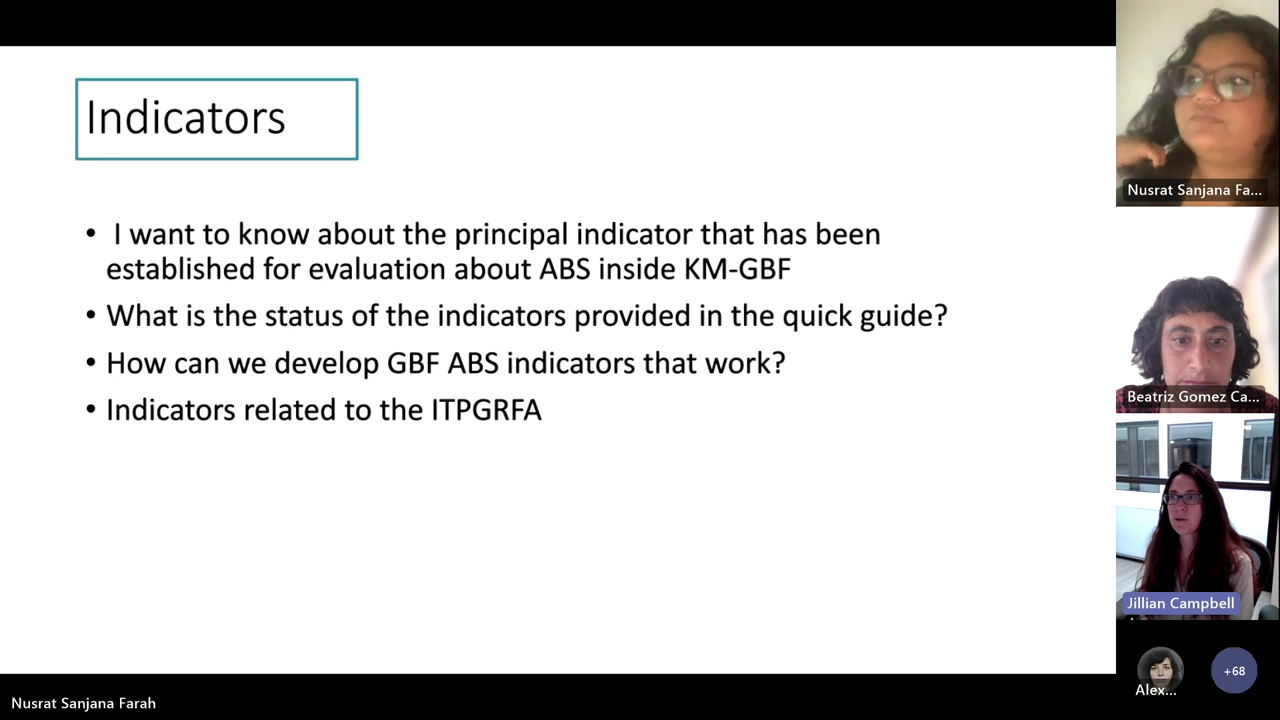 Indicators
• I want to know about the principal indicator that has been
established for evaluation about ABS inside KM-GBF
• What is the status of the indicators provided in the quick guide?
• How can we develop GBF ABS indicators that work?
• Indicators related to the ITPGRFA
Nusrat Sanjana Fa...
Beatriz Gomez Ca...
Jillian Campbell
Alex...
+68
Nusrat Sanjana Farah